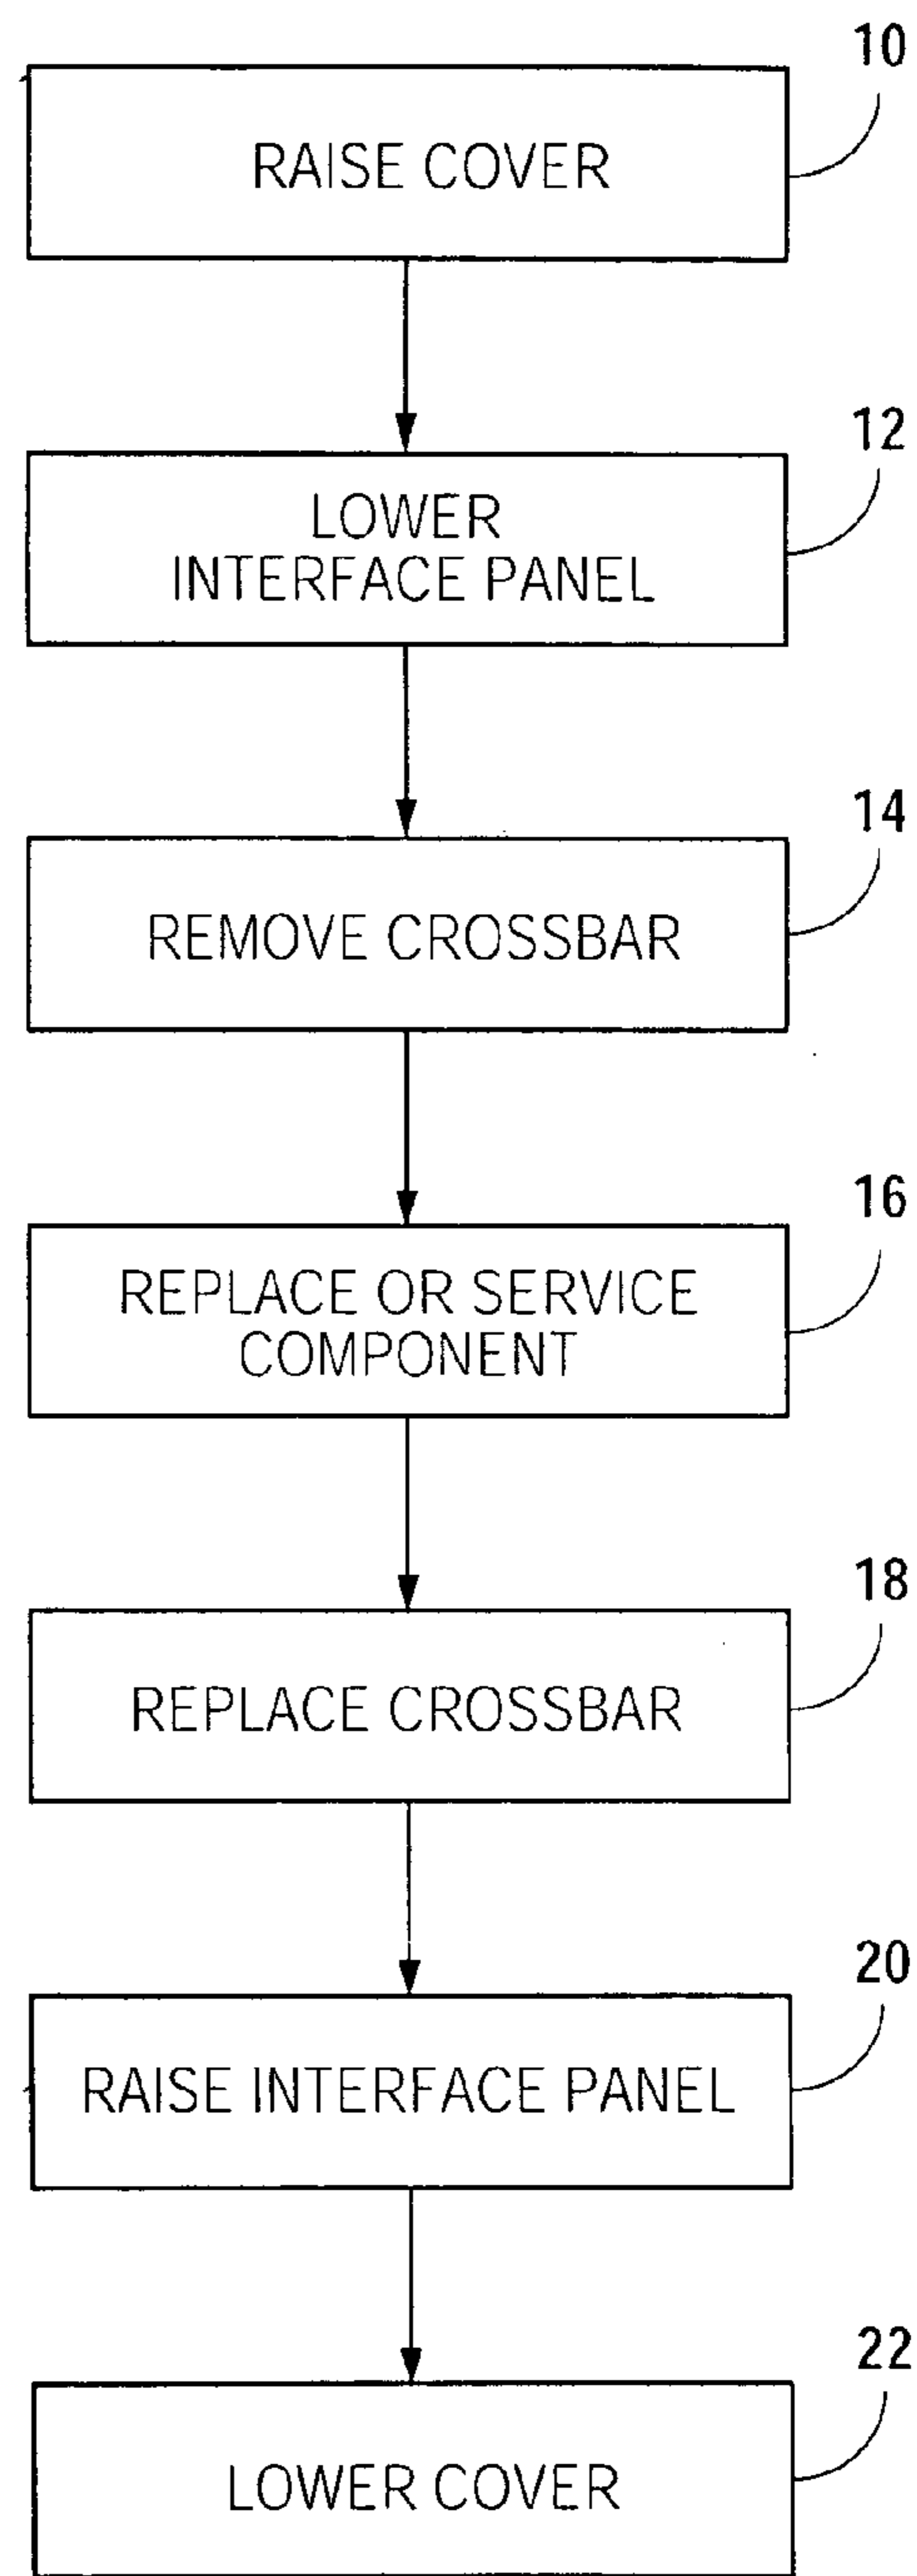 10
RAISE COVER
12
LOWER
INTERFACE PANEL
14
REMOVE CROSSBAR
16
REPLACE OR SERVICE
COMPONENT
18
REPLACE CROSSBAR
20
RAISE INTERFACE PANEL
22
LOWER COVER